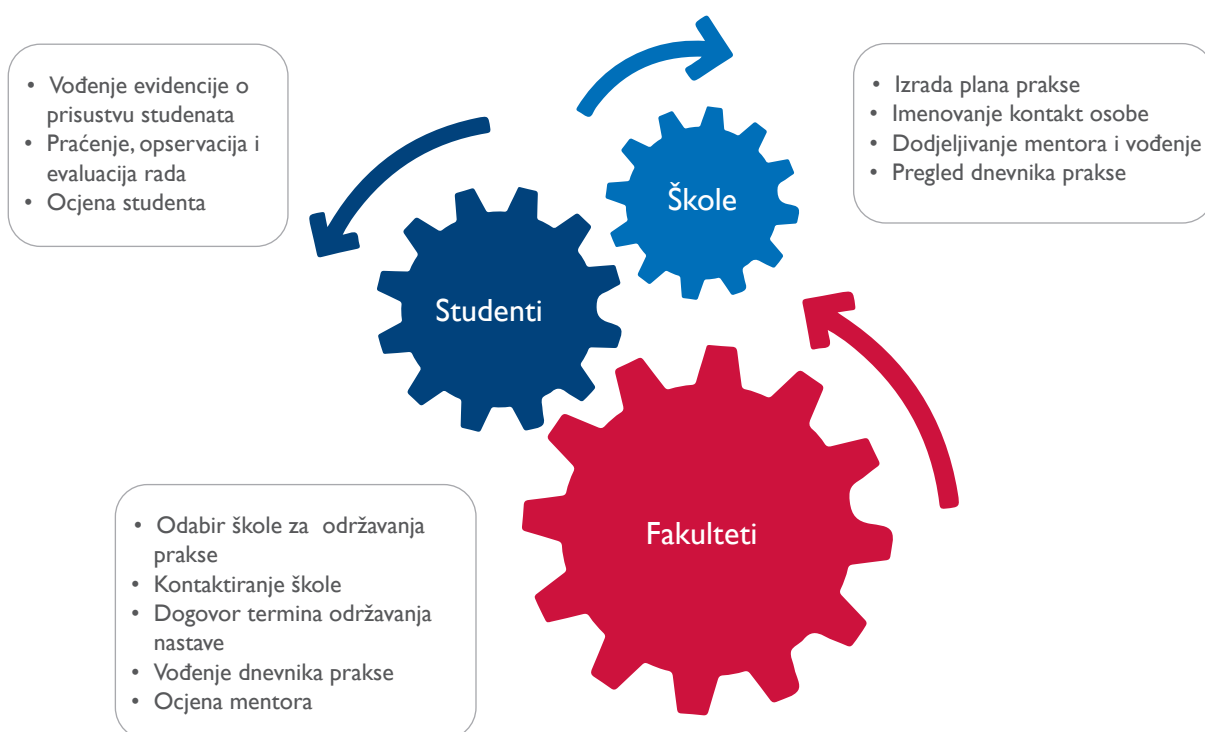 • Vođenje evidencije o
prisustvu studenata
• Praćenje, opservacija i
evaluacija rada
• Ocjena studenta
• Izrada plana prakse
• Imenovanje kontakt osobe
• Dodjeljivanje mentora i vođenje
• Pregled dnevnika prakse
Škole
Studenti
Fakulteti
• Odabir škole za održavanja
prakse
• Kontaktiranje škole
• Dogovor termina održavanja
nastave
• Vođenje dnevnika prakse
• Ocjena mentora